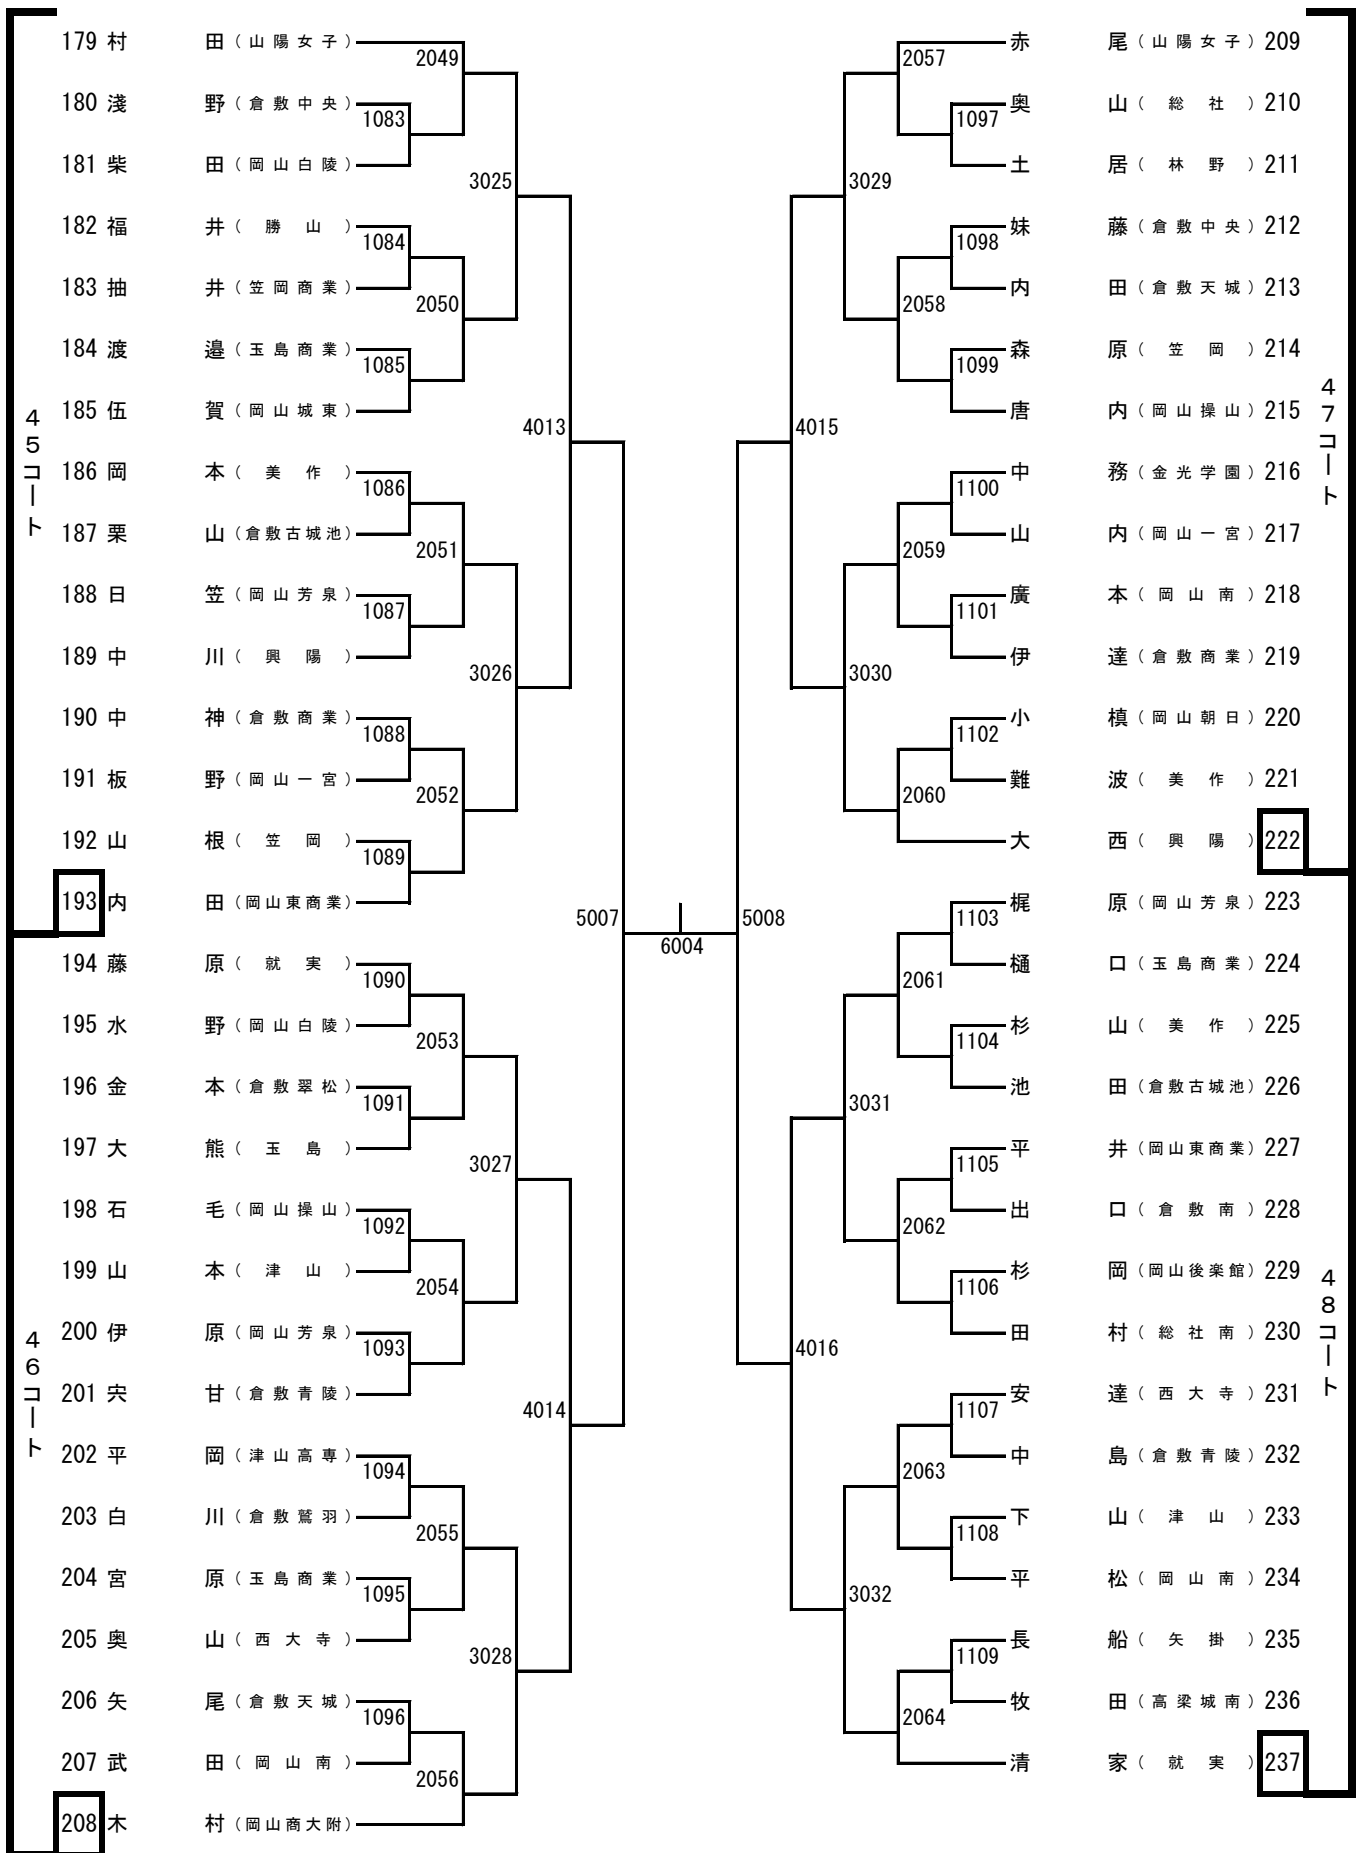 179 村 田 (山陽女子)
2049
180 淺 野 (倉敷中央)
1083
181 柴 田 (岡山白陵)
3025
182 福 井 (勝山)
1084
183 抽 井 (笠岡商業)
2050
184 渡 邉 (玉島商業)
1085
185 伍 賀 (岡山城東)
4013
186 岡 本 (美作)
1086
187 栗 山 (倉敷古城池)
2051
188 日 笠 (岡山芳泉)
1087
189 中 川 (興陽)
3026
190 中 神 (倉敷商業)
1088
191 板 野 (岡山一宮)
2052
192 山 根 (笠岡)
1089
193 内 田 (岡山東商業)
45コート
5007
194 藤 原 (就実)
1090
195 水 野 (岡山白陵)
2053
196 金 本 (倉敷翠松)
1091
197 大 熊 (玉島)
3027
198 石 毛 (岡山操山)
1092
199 山 本 (津山)
2054
200 伊 原 (岡山芳泉)
1093
201 宍 甘 (倉敷青陵)
4014
202 平 岡 (津山高専)
1094
203 白 川 (倉敷鷲羽)
2055
204 宮 原 (玉島商業)
1095
205 奥 山 (西大寺)
3028
206 矢 尾 (倉敷天城)
1096
207 武 田 (岡山南)
2056
208 木 村 (岡山商大附)
46コート
6004
赤 尾 (山陽女子) 209
2057
奥 山 (総社) 210
1097
土 居 (林野) 211
3029
妹 藤 (倉敷中央) 212
1098
内 田 (倉敷天城) 213
2058
森 原 (笠岡) 214
1099
唐 内 (岡山操山) 215
4015
中 務 (金光学園) 216
1100
山 内 (岡山一宮) 217
2059
廣 本 (岡山南) 218
1101
伊 達 (倉敷商業) 219
3030
小 槙 (岡山朝日) 220
1102
難 波 (美作) 221
2060
大 西 (興陽) 222
47コート
5008
梶 原 (岡山芳泉) 223
1103
樋 口 (玉島商業) 224
2061
杉 山 (美作) 225
1104
池 田 (倉敷古城池) 226
3031
平 井 (岡山東商業) 227
1105
出 口 (倉敷南) 228
2062
杉 岡 (岡山後楽館) 229
1106
田 村 (総社南) 230
4016
安 達 (西大寺) 231
1107
中 島 (倉敷青陵) 232
2063
下 山 (津山) 233
1108
平 松 (岡山南) 234
3032
長 船 (矢掛) 235
1109
牧 田 (高梁城南) 236
2064
清 家 (就実) 237
48コート